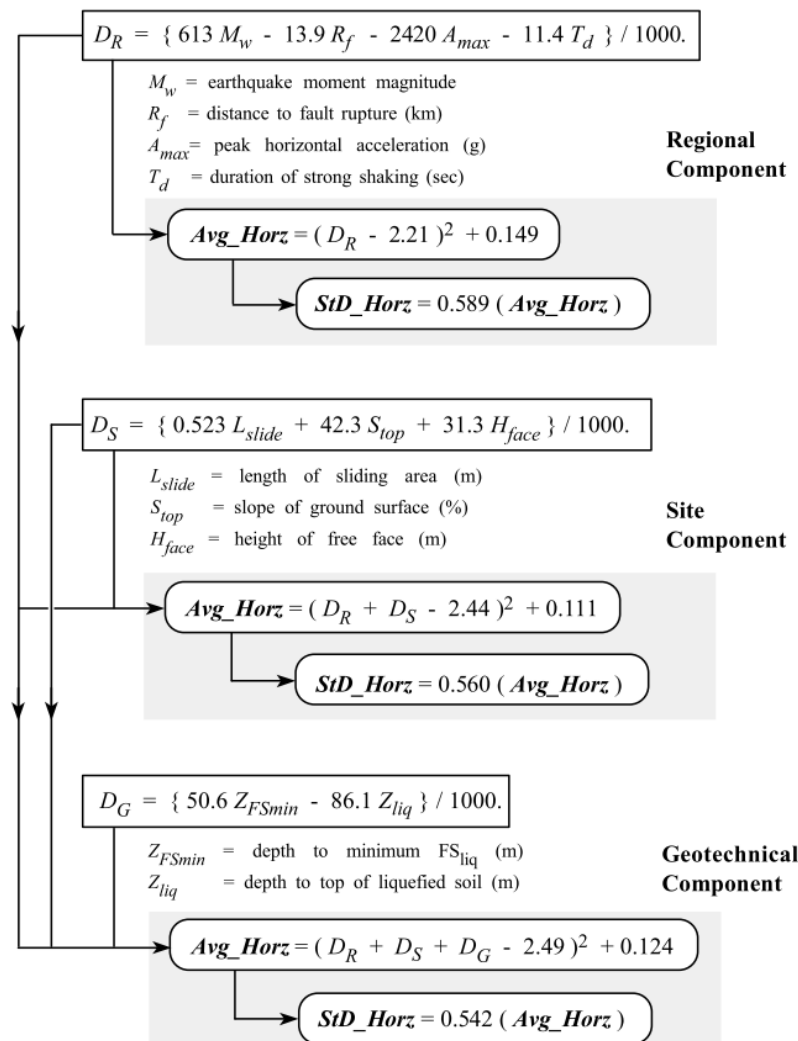 D_R = { 613 M_w - 13.9 R_f - 2420 A_max - 11.4 T_d } / 1000.
M_w = earthquake moment magnitude
R_f = distance to fault rupture (km)
A_max= peak horizontal acceleration (g)
T_d = duration of strong shaking (sec)
Regional
Component
Avg_Horz = ( D_R - 2.21 )² + 0.149
StD_Horz = 0.589 ( Avg_Horz )
D_S = { 0.523 L_slide + 42.3 S_top + 31.3 H_face } / 1000.
L_slide = length of sliding area (m)
S_top = slope of ground surface (%)
H_face = height of free face (m)
Site
Component
Avg_Horz = ( D_R + D_S - 2.44 )² + 0.111
StD_Horz = 0.560 ( Avg_Horz )
D_G = { 50.6 Z_FSmin - 86.1 Z_liq } / 1000.
Z_FSmin = depth to minimum FS_liq (m)
Z_liq = depth to top of liquefied soil (m)
Geotechnical
Component
Avg_Horz = ( D_R + D_S + D_G - 2.49 )² + 0.124
StD_Horz = 0.542 ( Avg_Horz )